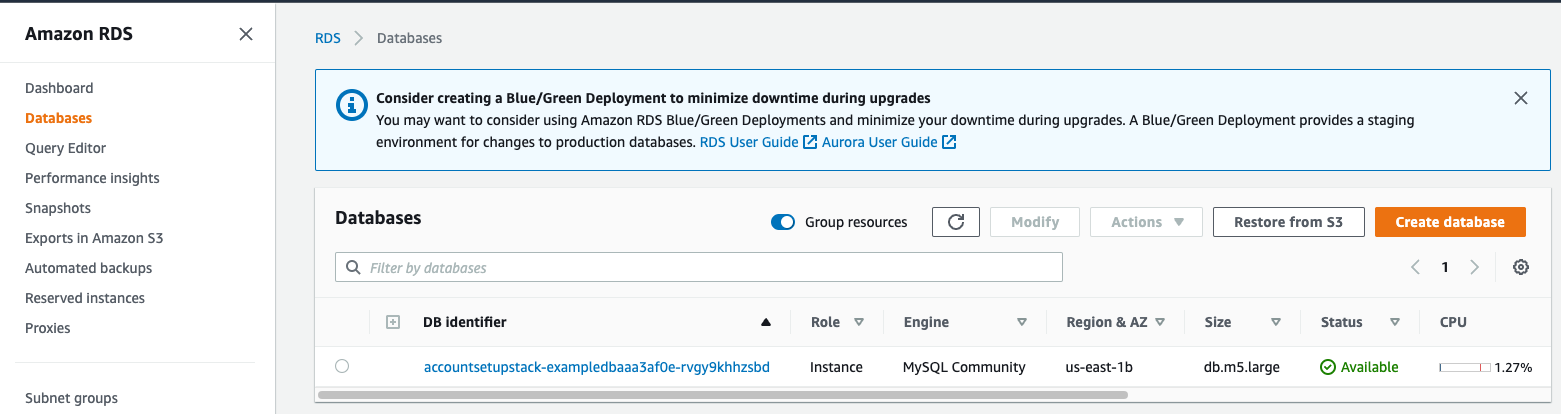 Amazon RDS
Dashboard
Databases
Query Editor
Performance insights
Snapshots
Exports in Amazon S3
Automated backups
Reserved instances
Proxies
Subnet groups
RDS > Databases
Consider creating a Blue/Green Deployment to minimize downtime during upgrades
You may want to consider using Amazon RDS Blue/Green Deployments and minimize your downtime during upgrades. A Blue/Green Deployment provides a staging
environment for changes to production databases. RDS User Guide Aurora User Guide
Databases Group resources Modify Actions Restore from S3 Create database
Filter by databases 1
DB identifier Role Engine Region & AZ Size Status CPU
accountsetupstack-exampledbaaa3af0e-rvgy9khhzsbd Instance MySQL Community us-east-1b db.m5.large Available 1.27%